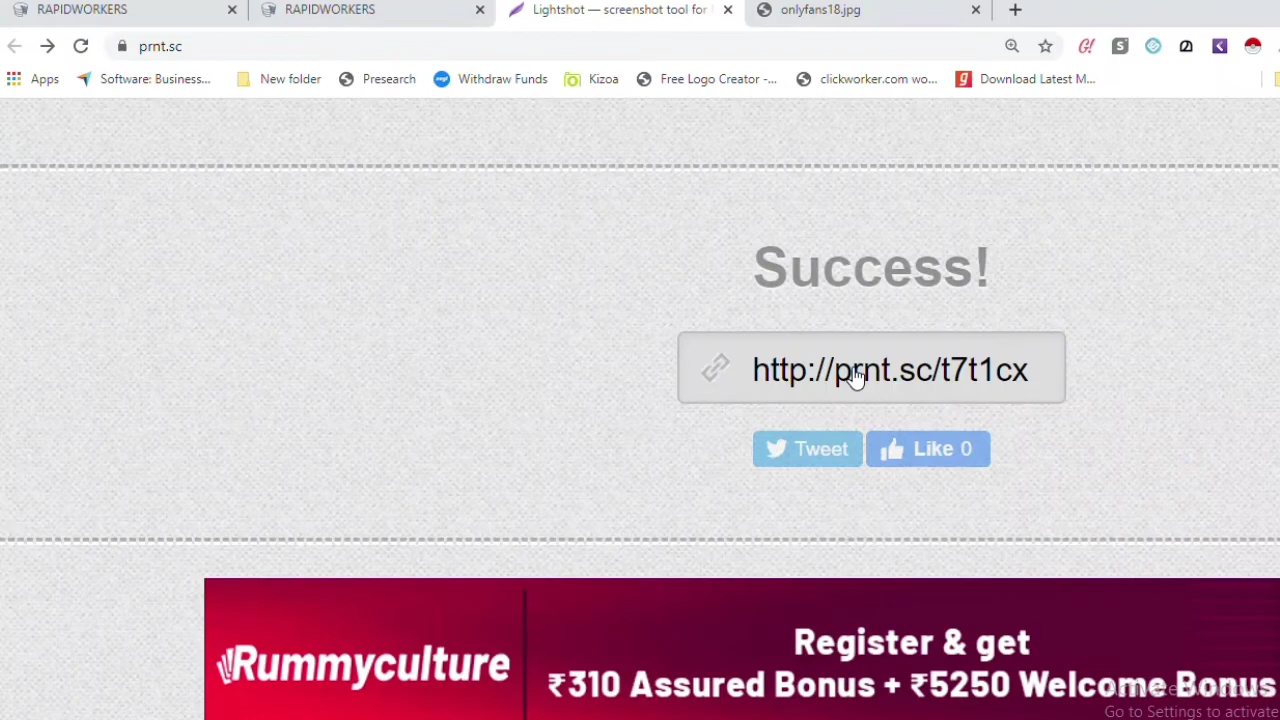 RAPIDWORKERS
RAPIDWORKERS
Lightshot — screenshot tool for
onlyfans18.jpg
prnt.sc
G!
S
Apps
Software: Business...
New folder
Presearch
Withdraw Funds
Kizoa
Free Logo Creator -...
clickworker.com wo...
g
Download Latest M...
Success!
http://prnt.sc/t7t1cx
Tweet
Like 0
Rummyculture
Register & get
₹310 Assured Bonus + ₹5250 Welcome Bonus
Activate Windows
Go to Settings to activate